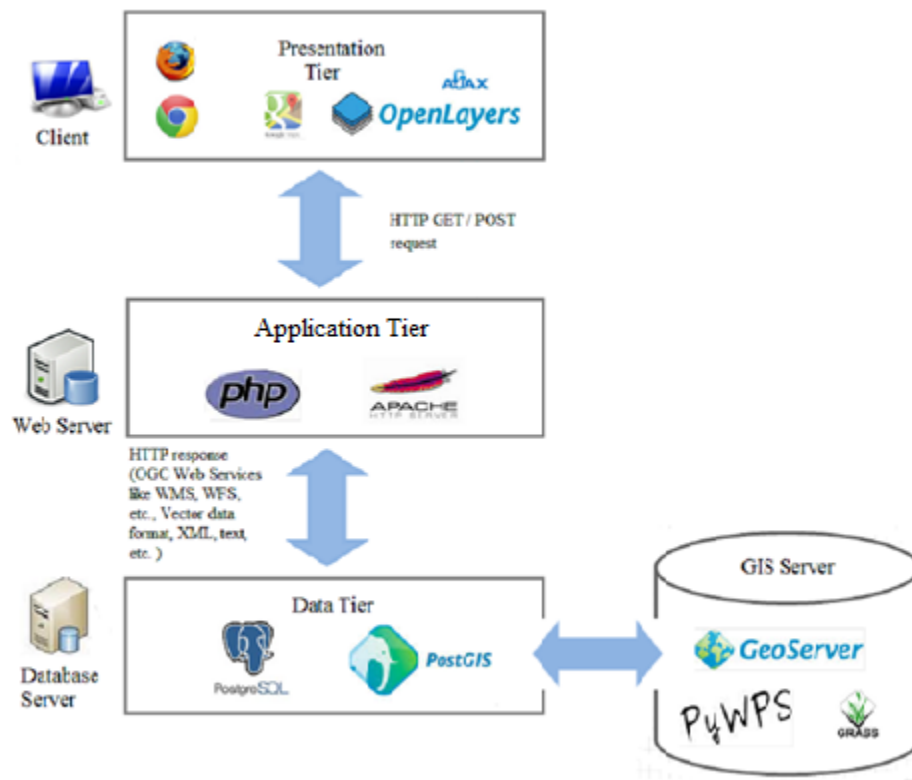 Presentation
Tier
AJAX
OpenLayers
Client
HTTP GET / POST
request
Application Tier
php
APACHE
HTTP SERVER
Web Server
HTTP response
(OGC Web Services
like WMS, WFS,
etc., Vector data
format, XML, text,
etc. )
GIS Server
Data Tier
GeoServer
PostgreSQL
PostGIS
Database
Server
PyWPS
GRASS